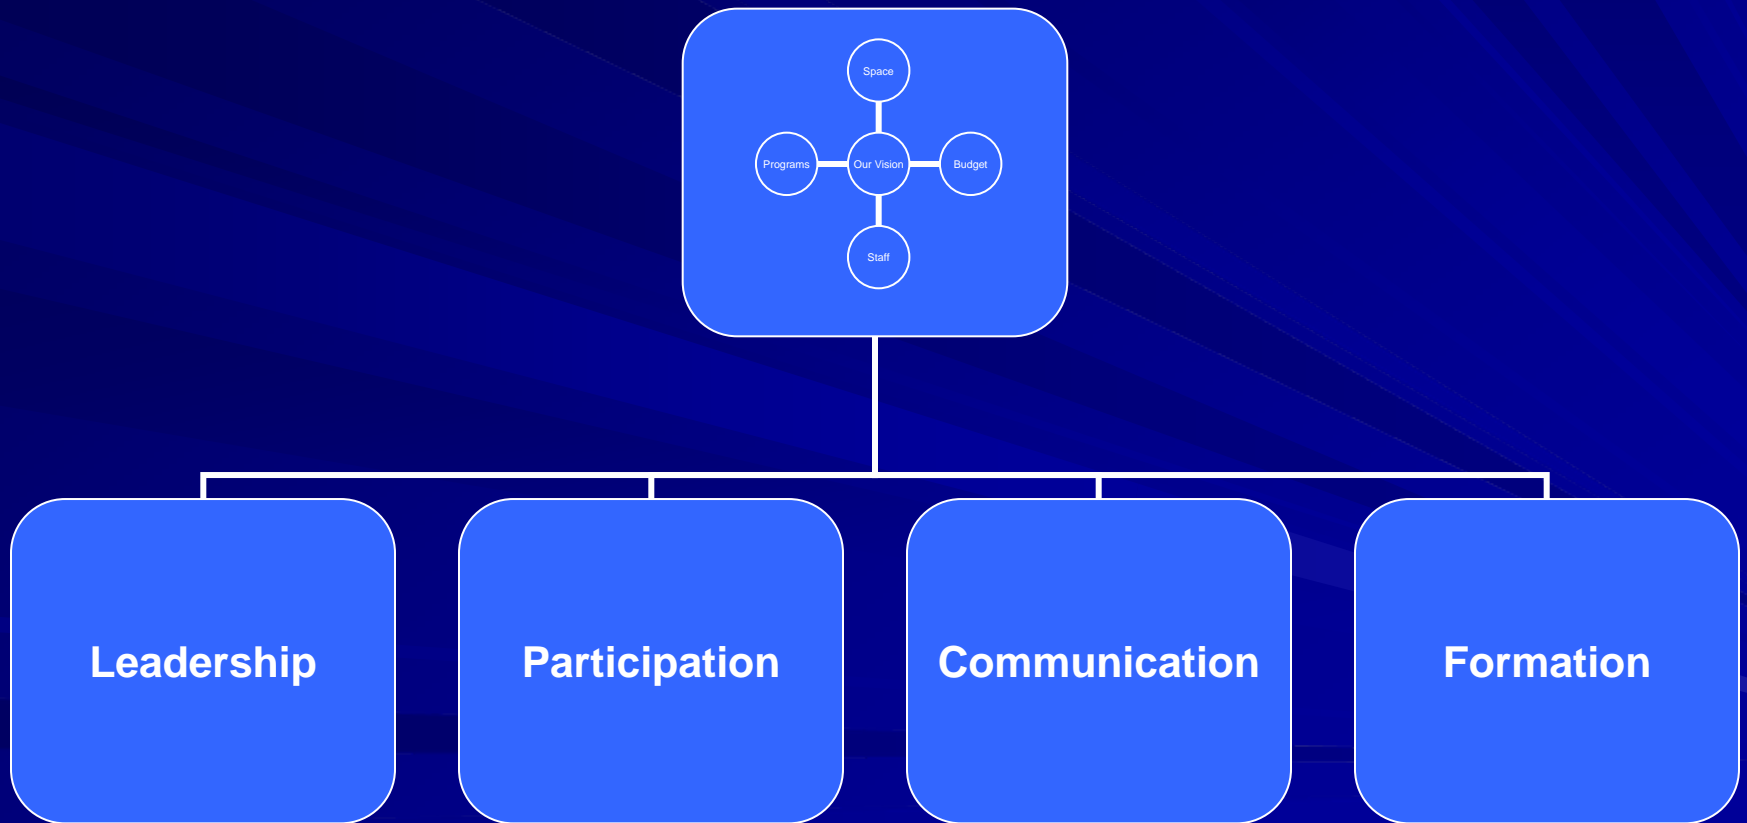 Space
Programs
Our Vision
Budget
Staff
Leadership
Participation
Communication
Formation